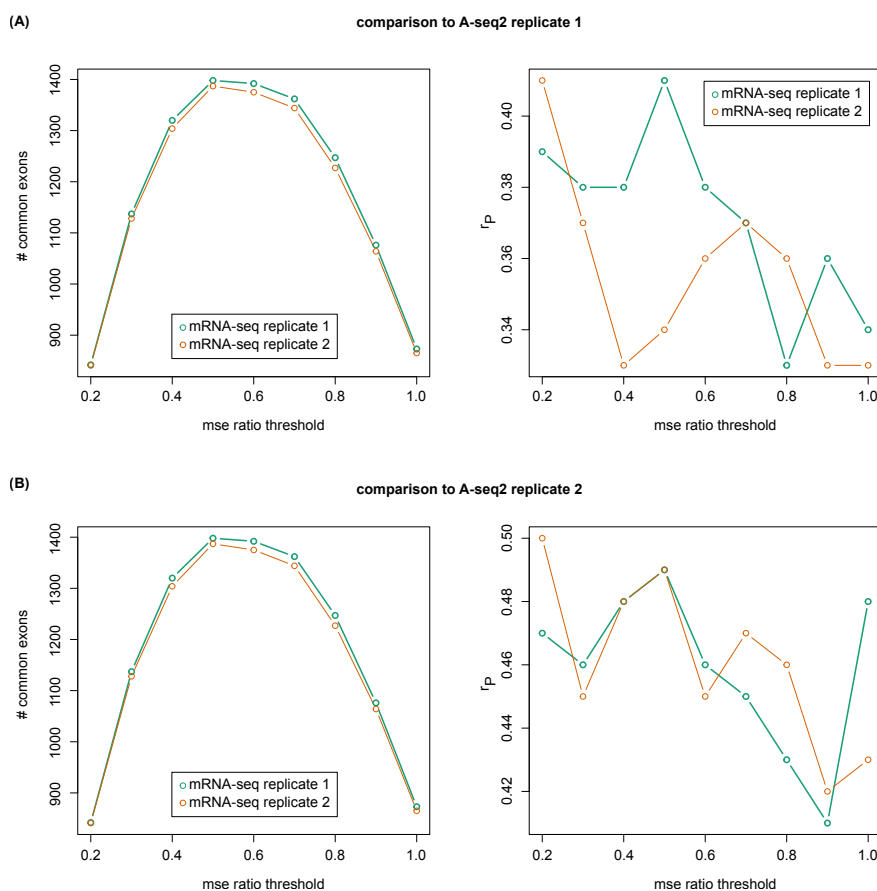 (A)
comparison to A-seq2 replicate 1
# common exons
1400
1300
1200
1100
1000
900
mRNA-seq replicate 1
mRNA-seq replicate 2
0.2 0.4 0.6 0.8 1.0
mse ratio threshold
rP
0.40
0.38
0.36
0.34
mRNA-seq replicate 1
mRNA-seq replicate 2
0.2 0.4 0.6 0.8 1.0
mse ratio threshold
(B)
comparison to A-seq2 replicate 2
# common exons
1400
1300
1200
1100
1000
900
mRNA-seq replicate 1
mRNA-seq replicate 2
0.2 0.4 0.6 0.8 1.0
mse ratio threshold
rP
0.50
0.48
0.46
0.44
0.42
0.2 0.4 0.6 0.8 1.0
mse ratio threshold